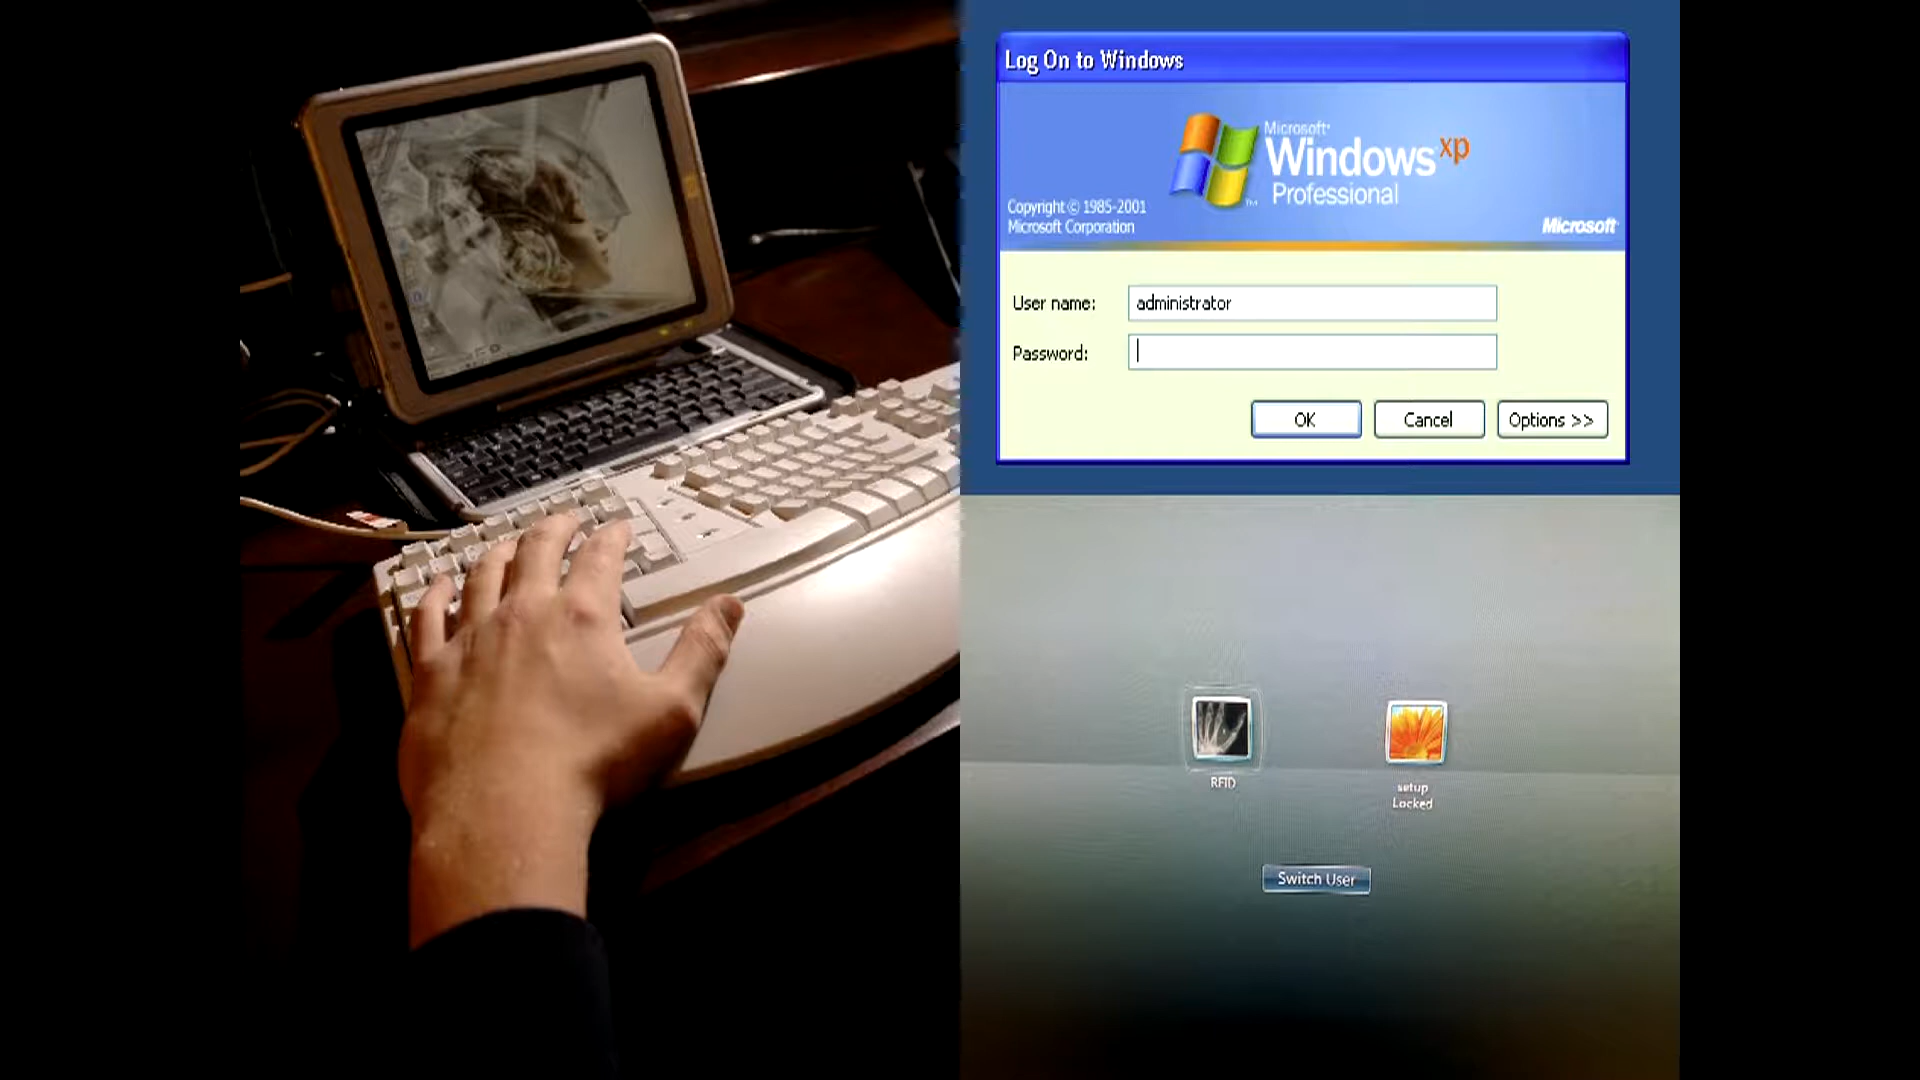 Log On to Windows
Microsoft®
Windows xp
Professional
Copyright © 1985-2001
Microsoft Corporation
Microsoft
User name: administrator
Password:
OK Cancel Options >>
RFID
setup
Locked
Switch User